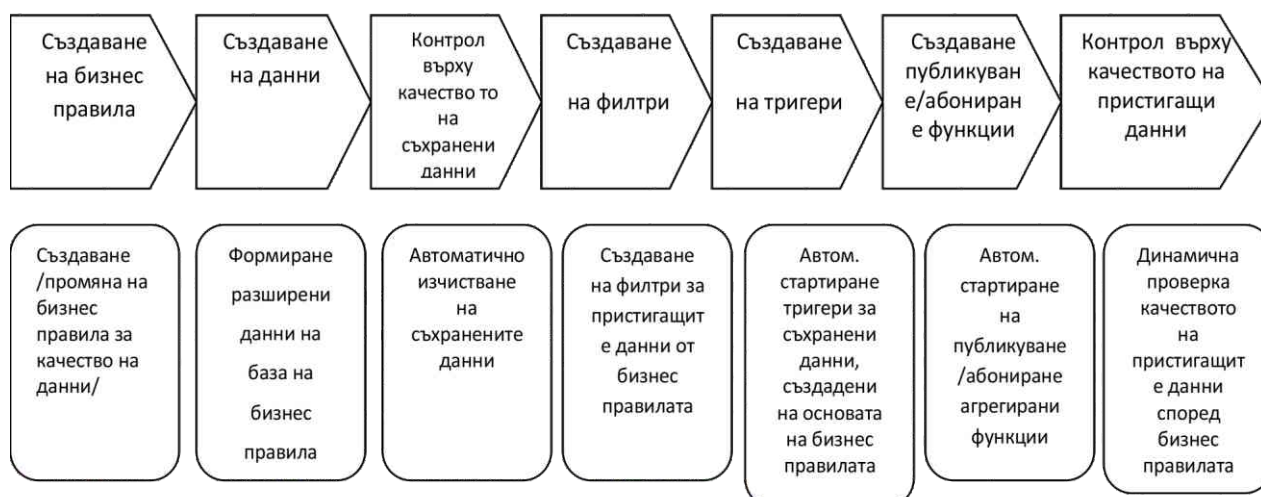 Създаване
на бизнес
правила
Създаване
на данни
Контрол
върху
качество то
на
съхранени
данни
Създаване
на филтри
Създаване
на тригери
Създаване
публикуван
е/абониран
е функции
Контрол върху
качеството на
пристигащи
данни
Създаване
/промяна на
бизнес
правила за
качество на
данни/
Формиране
разширени
данни на
база на
бизнес
правила
Автоматично
изчистване
на
съхранените
данни
Създаване
на филтри за
пристигащит
е данни от
бизнес
правилата
Автом.
стартиране
тригери за
съхранени
данни,
създадени
на основата
на бизнес
правилата
Автом.
стартиране
на
публикуване
/абониране
агрегирани
функции
Динамична
проверка
качеството
на
пристигащит
е данни
според
бизнес
правилата